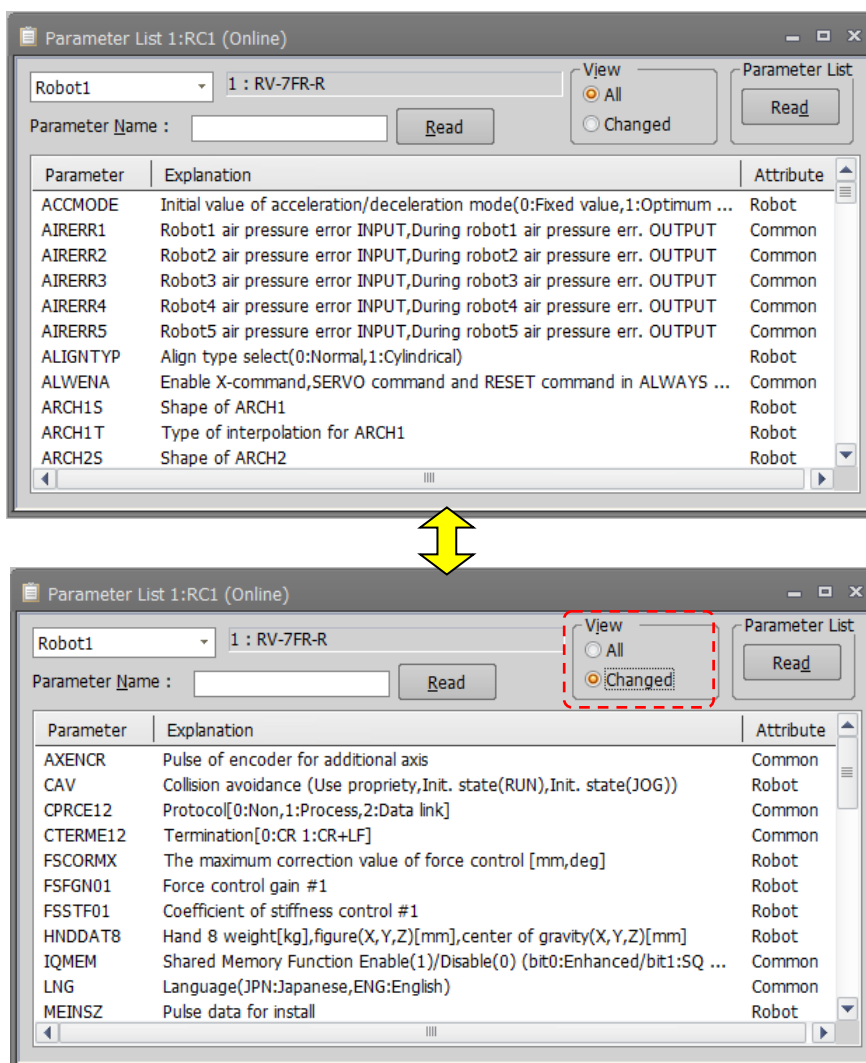 Parameter List 1:RC1 (Online)
Robot1 1 : RV-7FR-R View All Changed Parameter List Read
Parameter Name : Read
Parameter Explanation Attribute
ACCMODE Initial value of acceleration/deceleration mode(0:Fixed value,1:Optimum ... Robot
AIRERR1 Robot1 air pressure error INPUT,During robot1 air pressure err. OUTPUT Common
AIRERR2 Robot2 air pressure error INPUT,During robot2 air pressure err. OUTPUT Common
AIRERR3 Robot3 air pressure error INPUT,During robot3 air pressure err. OUTPUT Common
AIRERR4 Robot4 air pressure error INPUT,During robot4 air pressure err. OUTPUT Common
AIRERR5 Robot5 air pressure error INPUT,During robot5 air pressure err. OUTPUT Common
ALIGNTYP Align type select(0:Normal,1:Cylindrical) Robot
ALWENA Enable X-command,SERVO command and RESET command in ALWAYS ... Common
ARCH1S Shape of ARCH1 Robot
ARCH1T Type of interpolation for ARCH1 Robot
ARCH2S Shape of ARCH2 Robot
Parameter List 1:RC1 (Online)
Robot1 1 : RV-7FR-R View All Changed Parameter List Read
Parameter Name : Read
Parameter Explanation Attribute
AXENCR Pulse of encoder for additional axis Common
CAV Collision avoidance (Use propriety,Init. state(RUN),Init. state(JOG)) Robot
CPRCE12 Protocol[0:Non,1:Process,2:Data link] Common
CTERME12 Termination[0:CR 1:CR+LF] Common
FSCORMX The maximum correction value of force control [mm,deg] Robot
FSFGN01 Force control gain #1 Robot
FSSTF01 Coefficient of stiffness control #1 Robot
HNDDAT8 Hand 8 weight[kg],figure(X,Y,Z)[mm],center of gravity(X,Y,Z)[mm] Robot
IQMEM Shared Memory Function Enable(1)/Disable(0) (bit0:Enhanced/bit1:SQ ... Common
LNG Language(JPN:Japanese,ENG:English) Common
MEINSZ Pulse data for install Robot